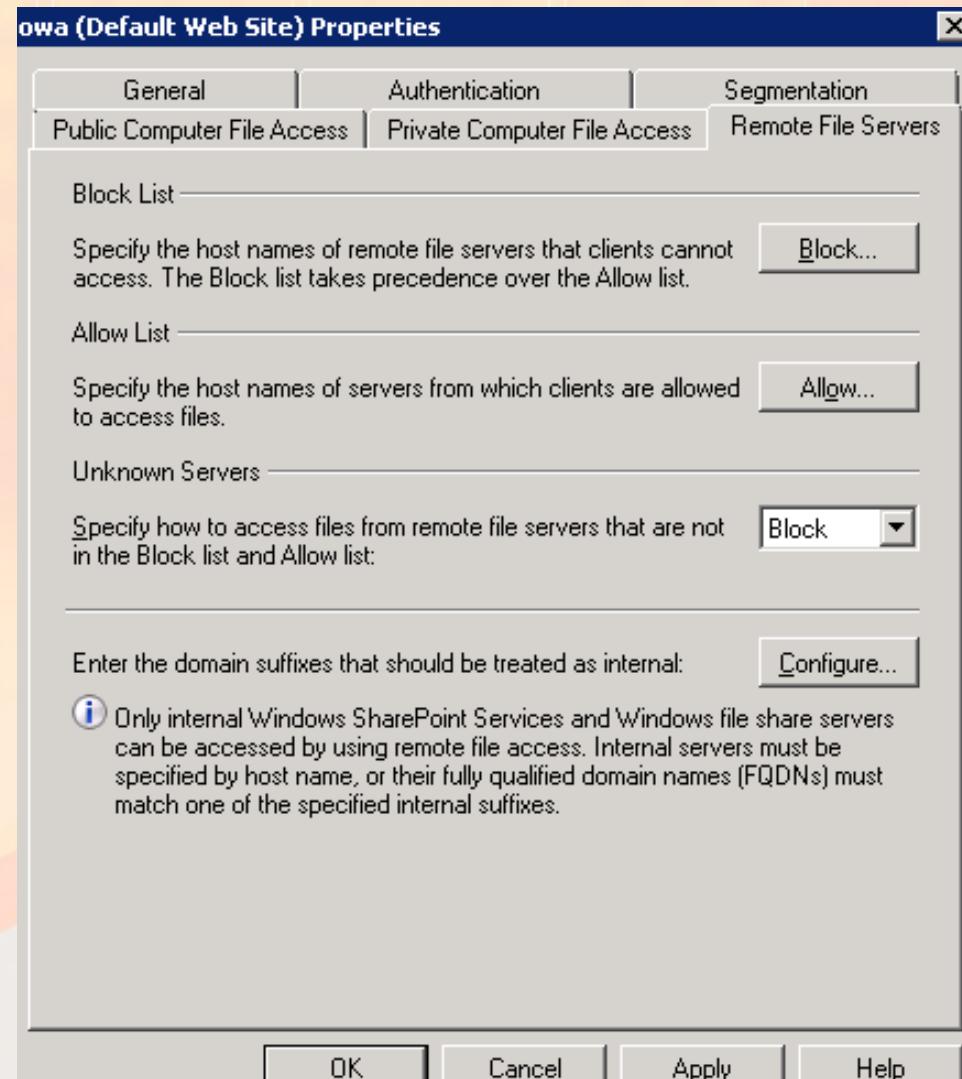 owa (Default Web Site) Properties
General Authentication Segmentation
Public Computer File Access Private Computer File Access Remote File Servers
Block List
Specify the host names of remote file servers that clients cannot
access. The Block list takes precedence over the Allow list.
Block...
Allow List
Specify the host names of servers from which clients are allowed
to access files.
Allow...
Unknown Servers
Specify how to access files from remote file servers that are not
in the Block list and Allow list:
Block
Enter the domain suffixes that should be treated as internal:
Configure...
Only internal Windows SharePoint Services and Windows file share servers
can be accessed by using remote file access. Internal servers must be
specified by host name, or their fully qualified domain names (FQDNs) must
match one of the specified internal suffixes.
OK Cancel Apply Help